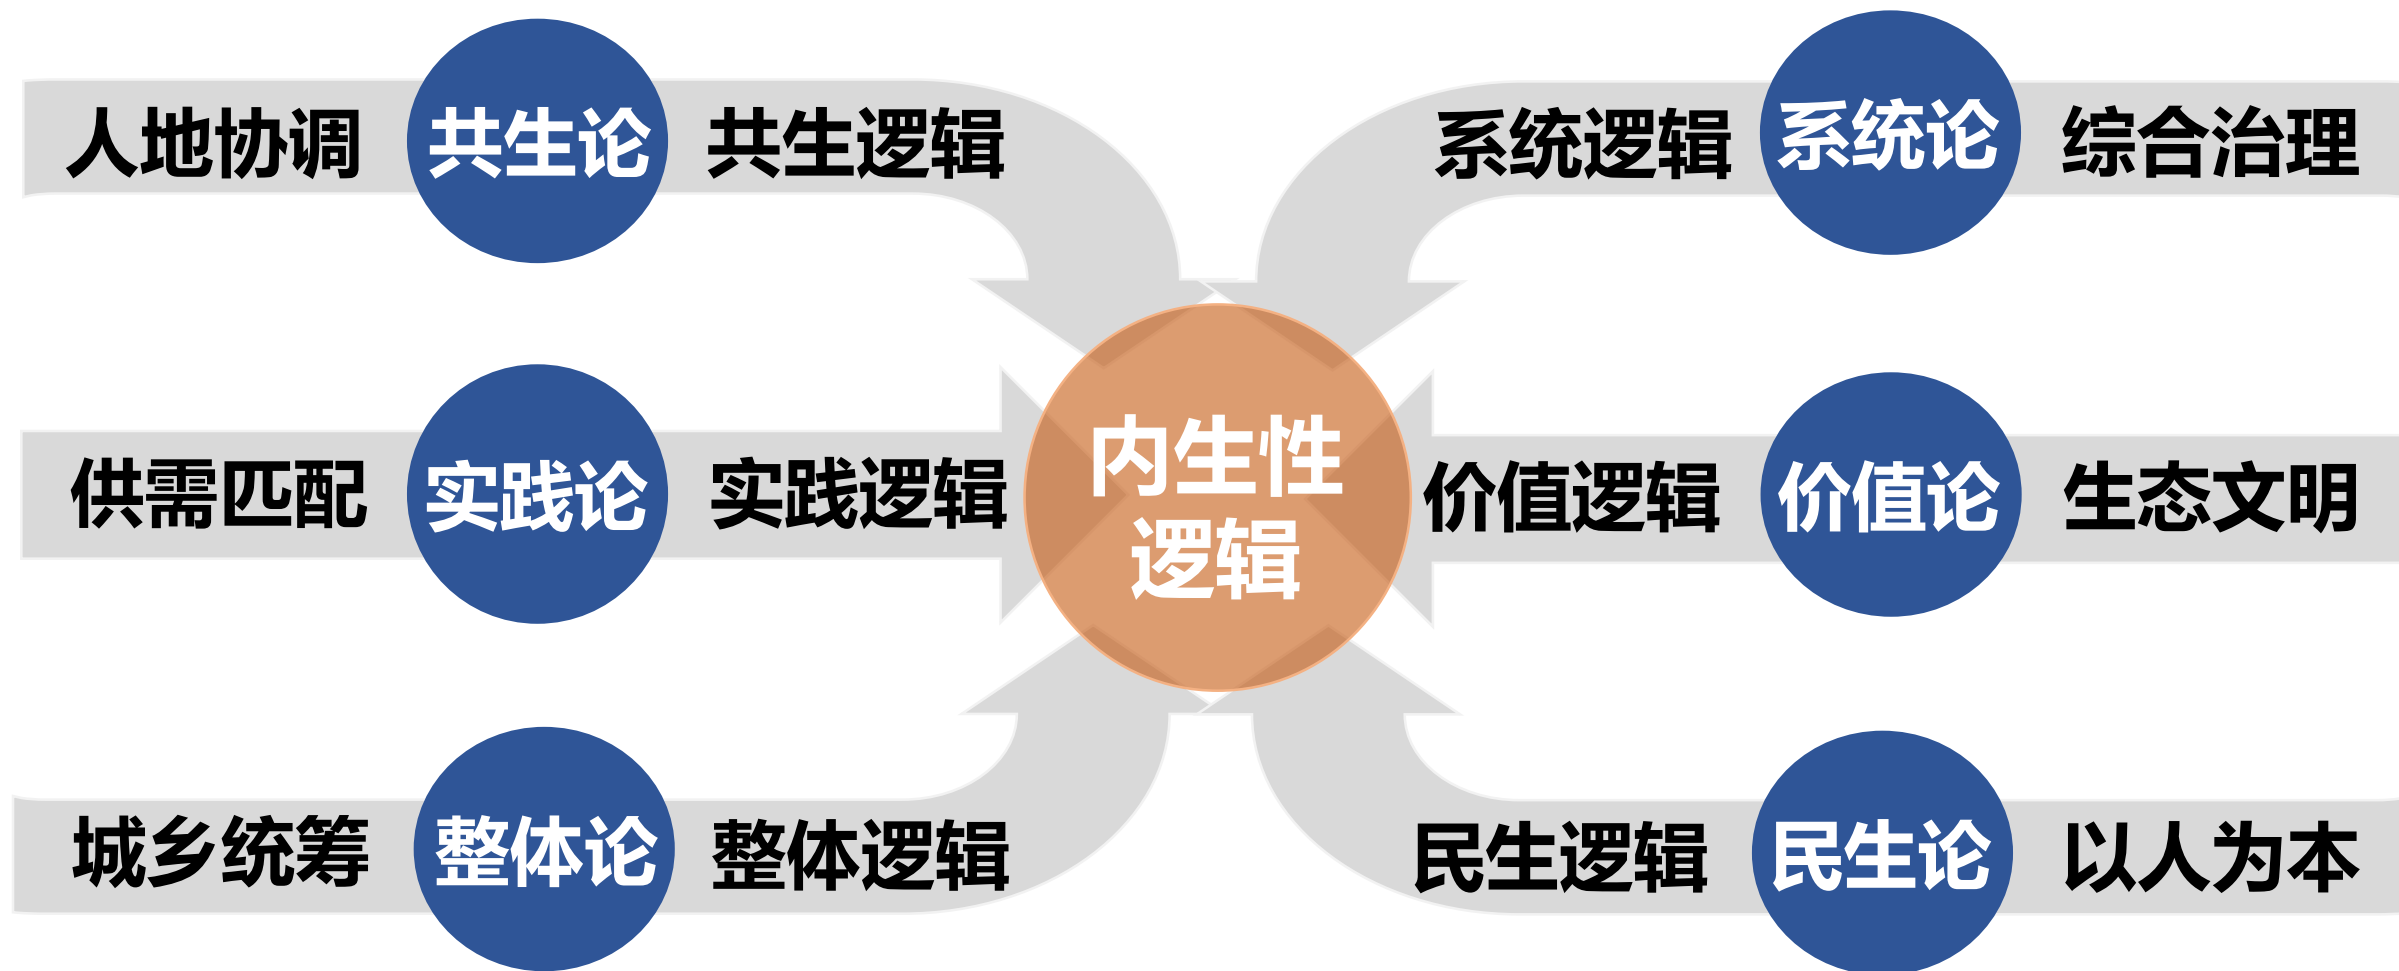 人地协调 共生论 共生逻辑 系统逻辑 系统论 综合治理
供需匹配 实践论 实践逻辑 内生性 价值逻辑 价值论 生态文明
逻辑
城乡统筹 整体论 整体逻辑 民生逻辑 民生论 以人为本